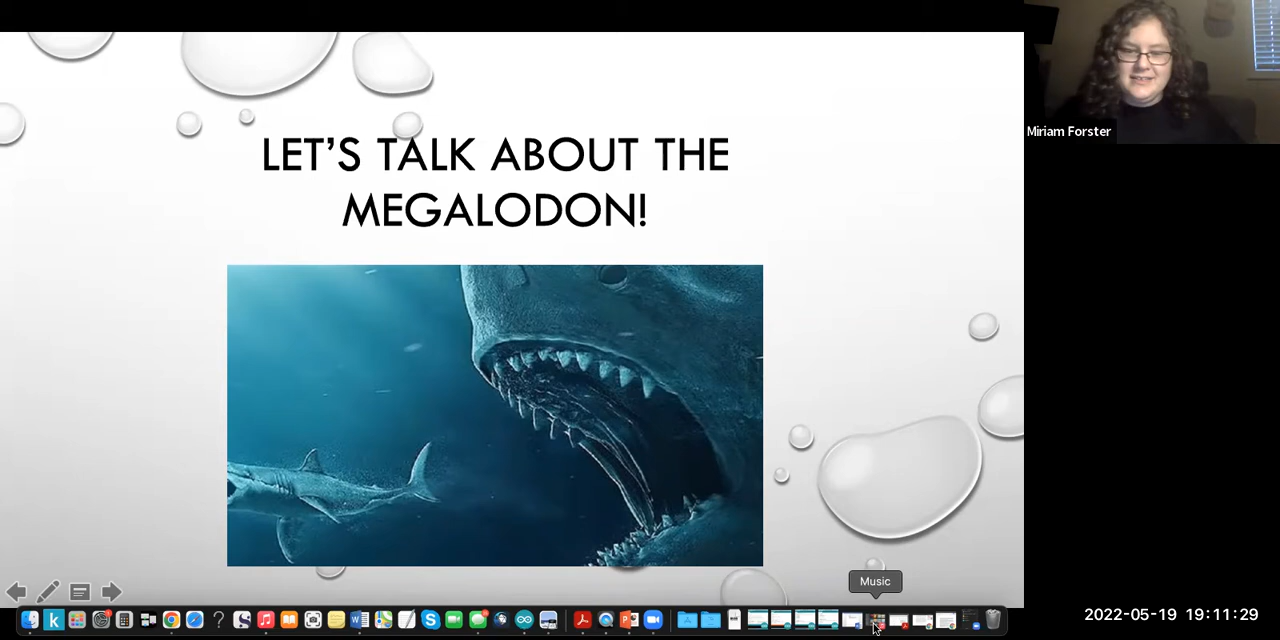 LET'S TALK ABOUT THE
MEGALODON!
Miriam Forster
Music
2022-05-19 19:11:29